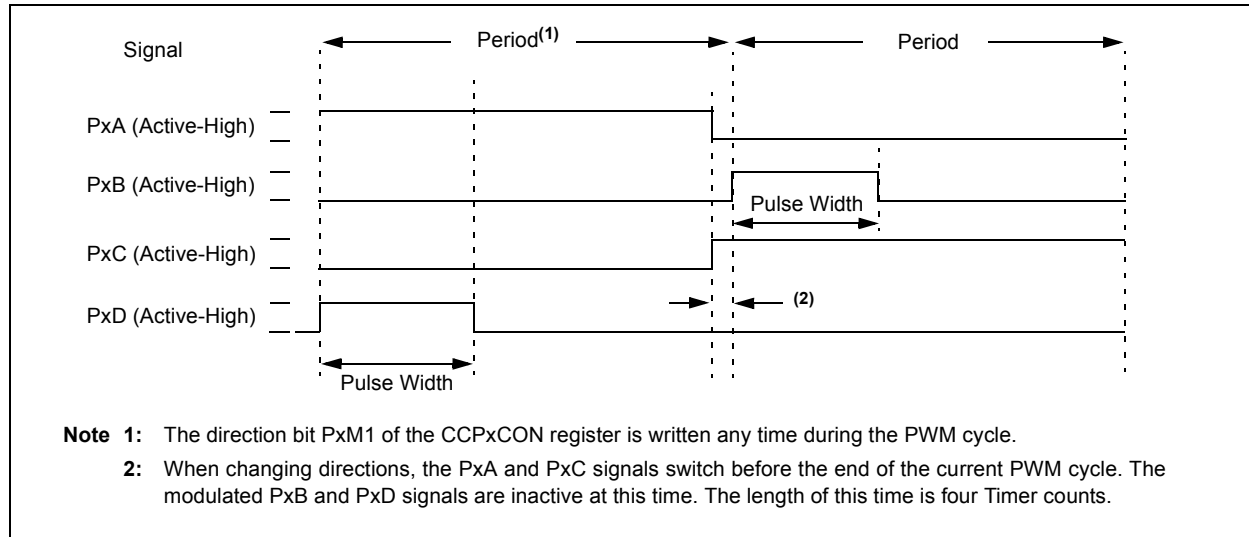 Signal
Period(1)
Period
PxA (Active-High)
PxB (Active-High)
Pulse Width
PxC (Active-High)
(2)
PxD (Active-High)
Pulse Width
Note 1: The direction bit PxM1 of the CCPxCON register is written any time during the PWM cycle.
2: When changing directions, the PxA and PxC signals switch before the end of the current PWM cycle. The
modulated PxB and PxD signals are inactive at this time. The length of this time is four Timer counts.